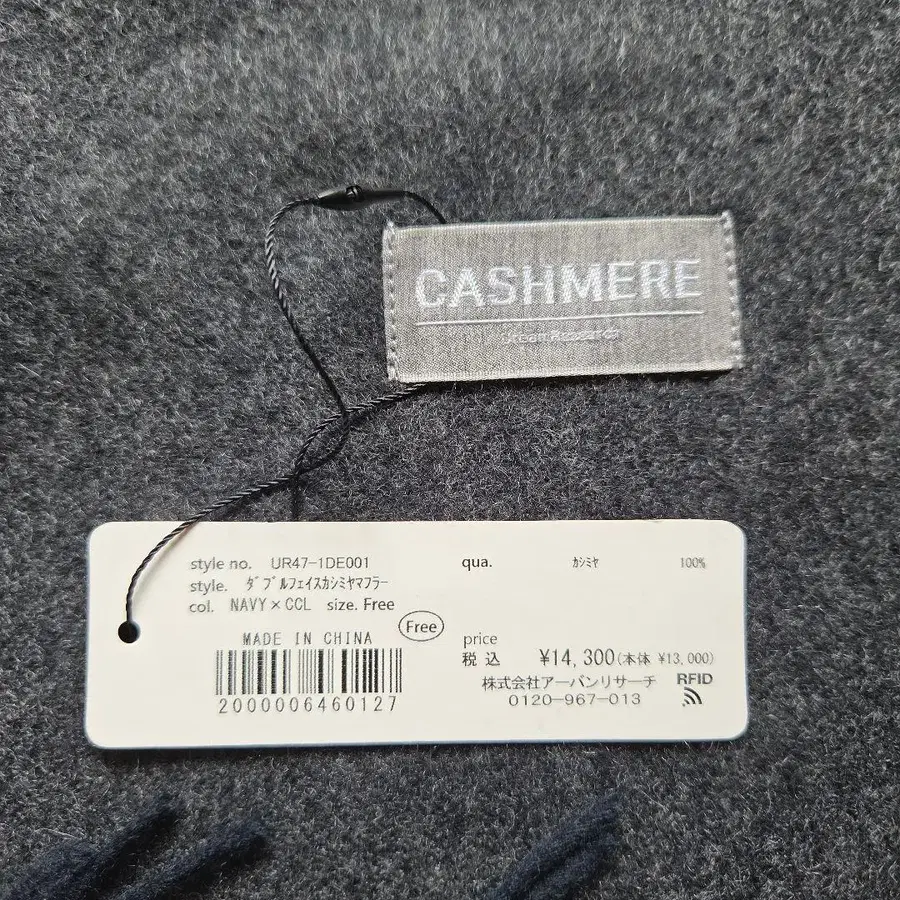 CASHMERE
Urban Research
style no. UR47-1DE001
style. ﾀﾞﾌﾞﾙﾌｪｲｽｶｼﾐﾔﾏﾌﾗｰ
col. NAVY×CCL size. Free
Free
MADE IN CHINA
2000006460127
qua. ｶｼﾐﾔ 100%
price
税込 ¥14,300(本体 ¥13,000)
株式会社アーバンリサーチ
0120-967-013
RFID